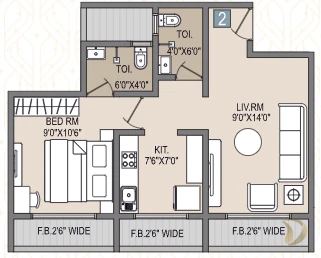 2
TOI.
4'0"X6'0"
TOI.
6'0"X4'0"
LIV.RM
9'0"X14'0"
BED RM
9'0"X10'6"
KIT.
7'6"X7'0"
F.B.2'6" WIDE
F.B.2'6" WIDE
F.B.2'6" WIDE